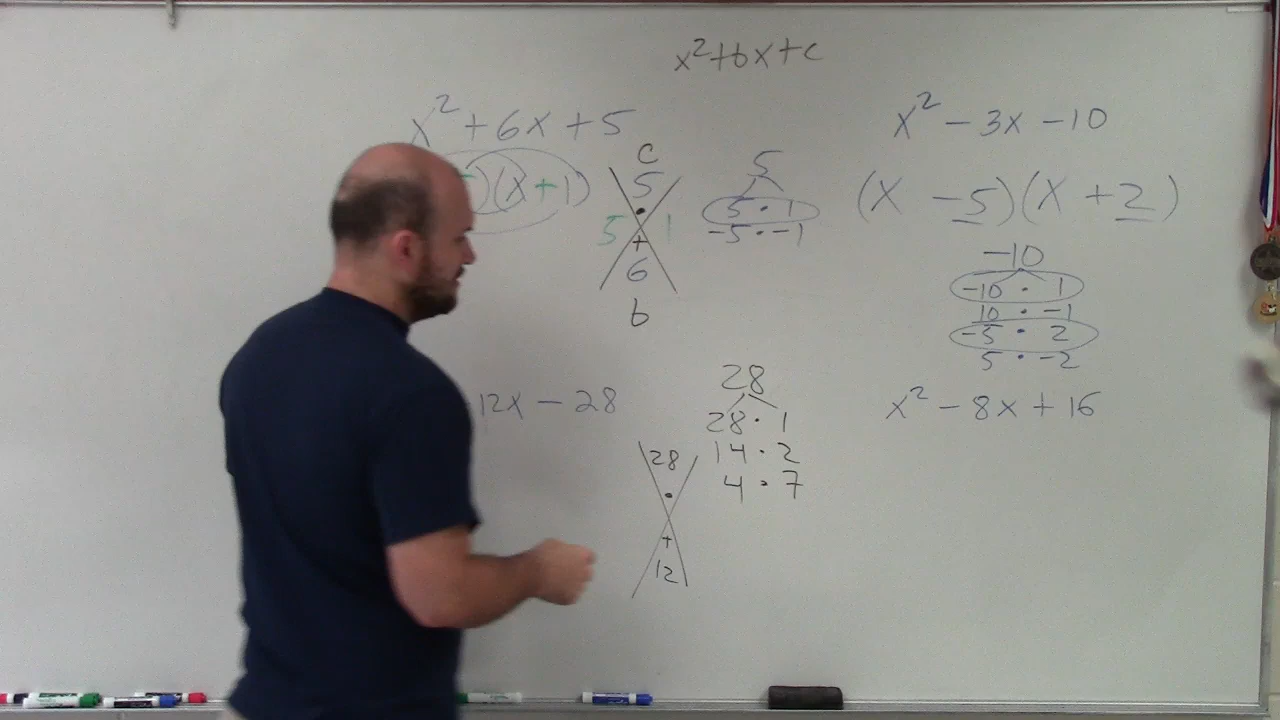 x²+bx+c
x² + 6x + 5
)(x + 1)
c
5
•
5 1
+
6
b
5
5 · 1
-5 · -1
x² - 3x - 10
(x - 5)(x + 2)
-10
-10 · 1
10 · -1
-5 · 2
5 · -2
12x - 28
28
•
+
12
28
28 · 1
14 · 2
4 · 7
x² - 8x + 16